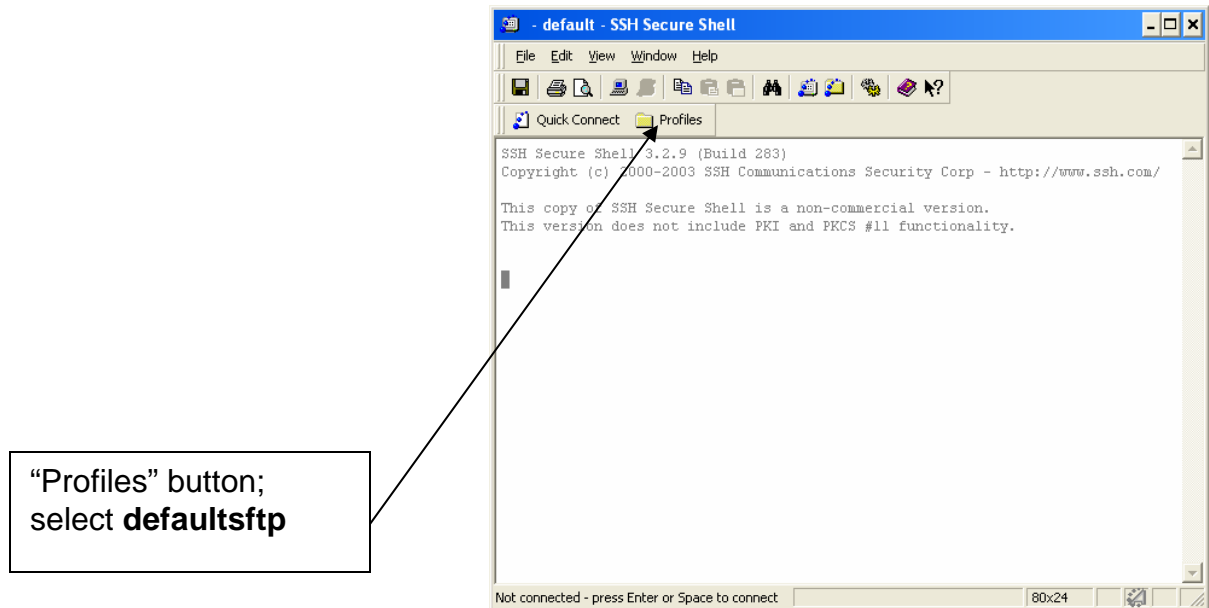 - default - SSH Secure Shell
File Edit View Window Help
Quick Connect Profiles
SSH Secure Shell 3.2.9 (Build 283)
Copyright (c) 2000-2003 SSH Communications Security Corp - http://www.ssh.com/
This copy of SSH Secure Shell is a non-commercial version.
This version does not include PKI and PKCS #11 functionality.
“Profiles” button;
select defaultsftp
Not connected - press Enter or Space to connect 80x24